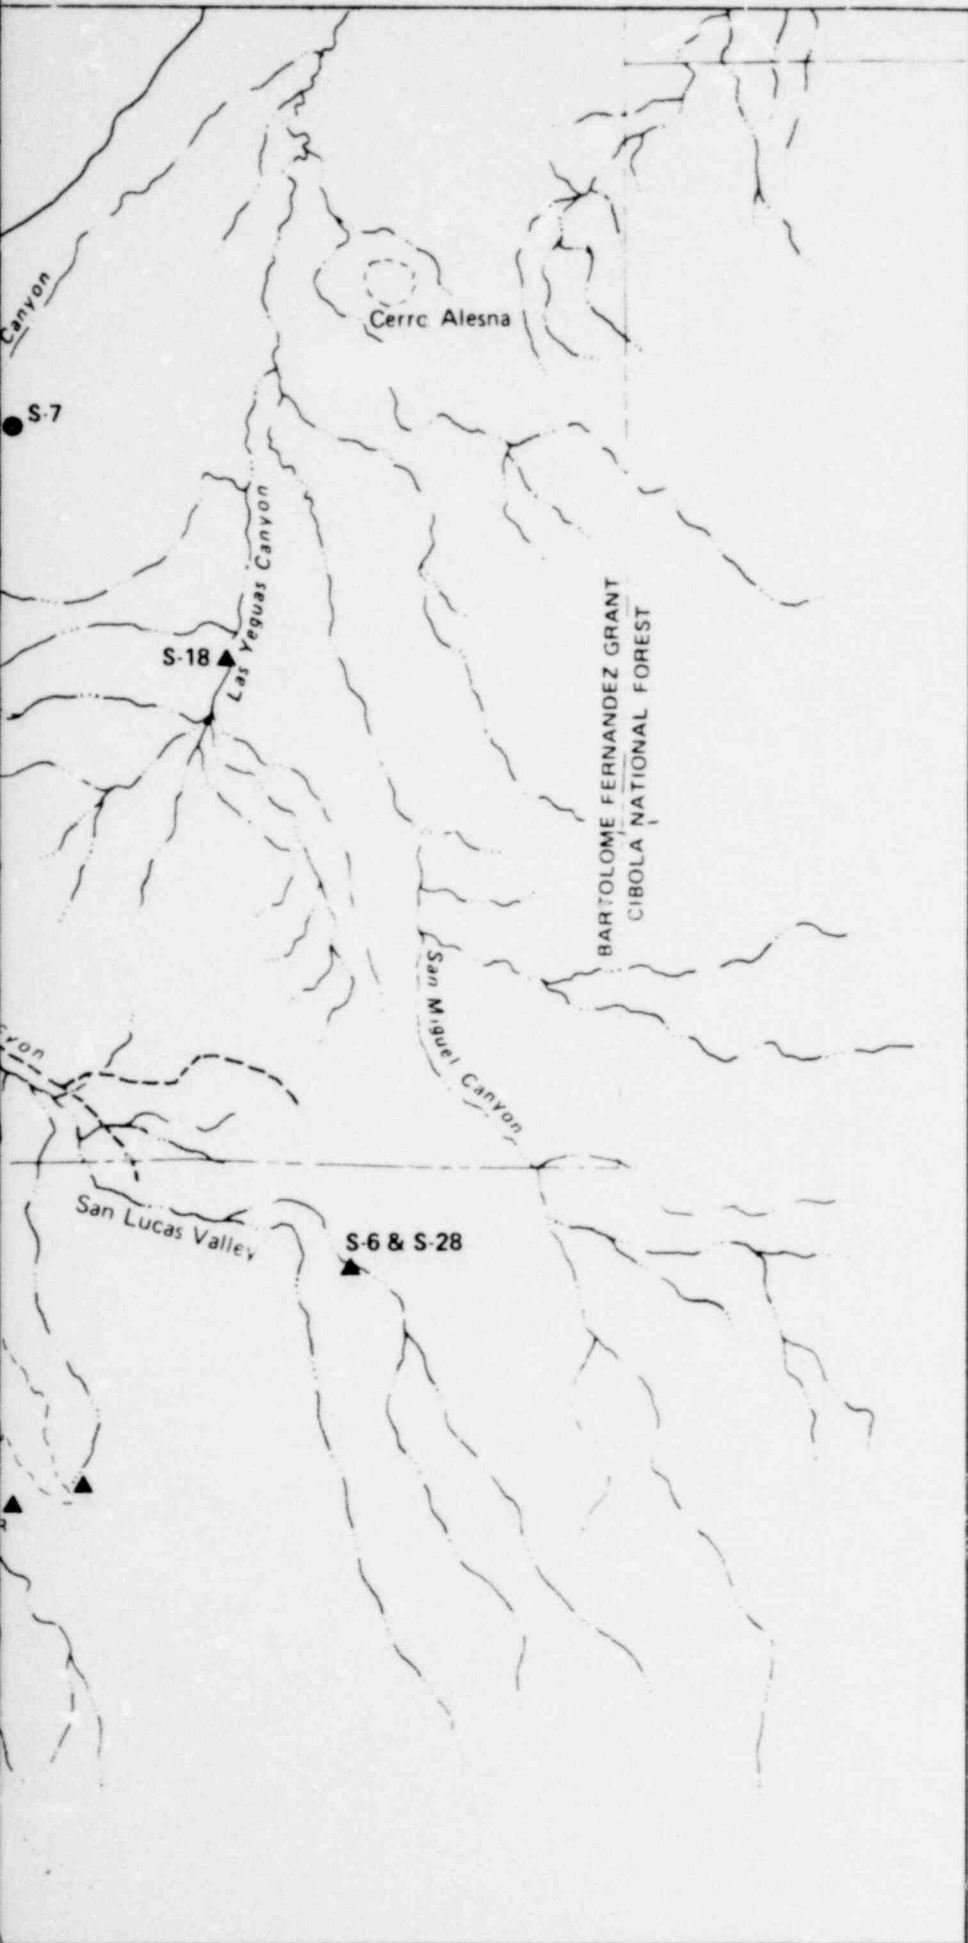 Canyon
Cerrc Alesna
S-7
Las Yeguas Canyon
S-18
BARTOLOME FERNANDEZ GRANT
CIBOLA NATIONAL FOREST
San Miguel Canyon
yon
San Lucas Valley
S-6 & S-28